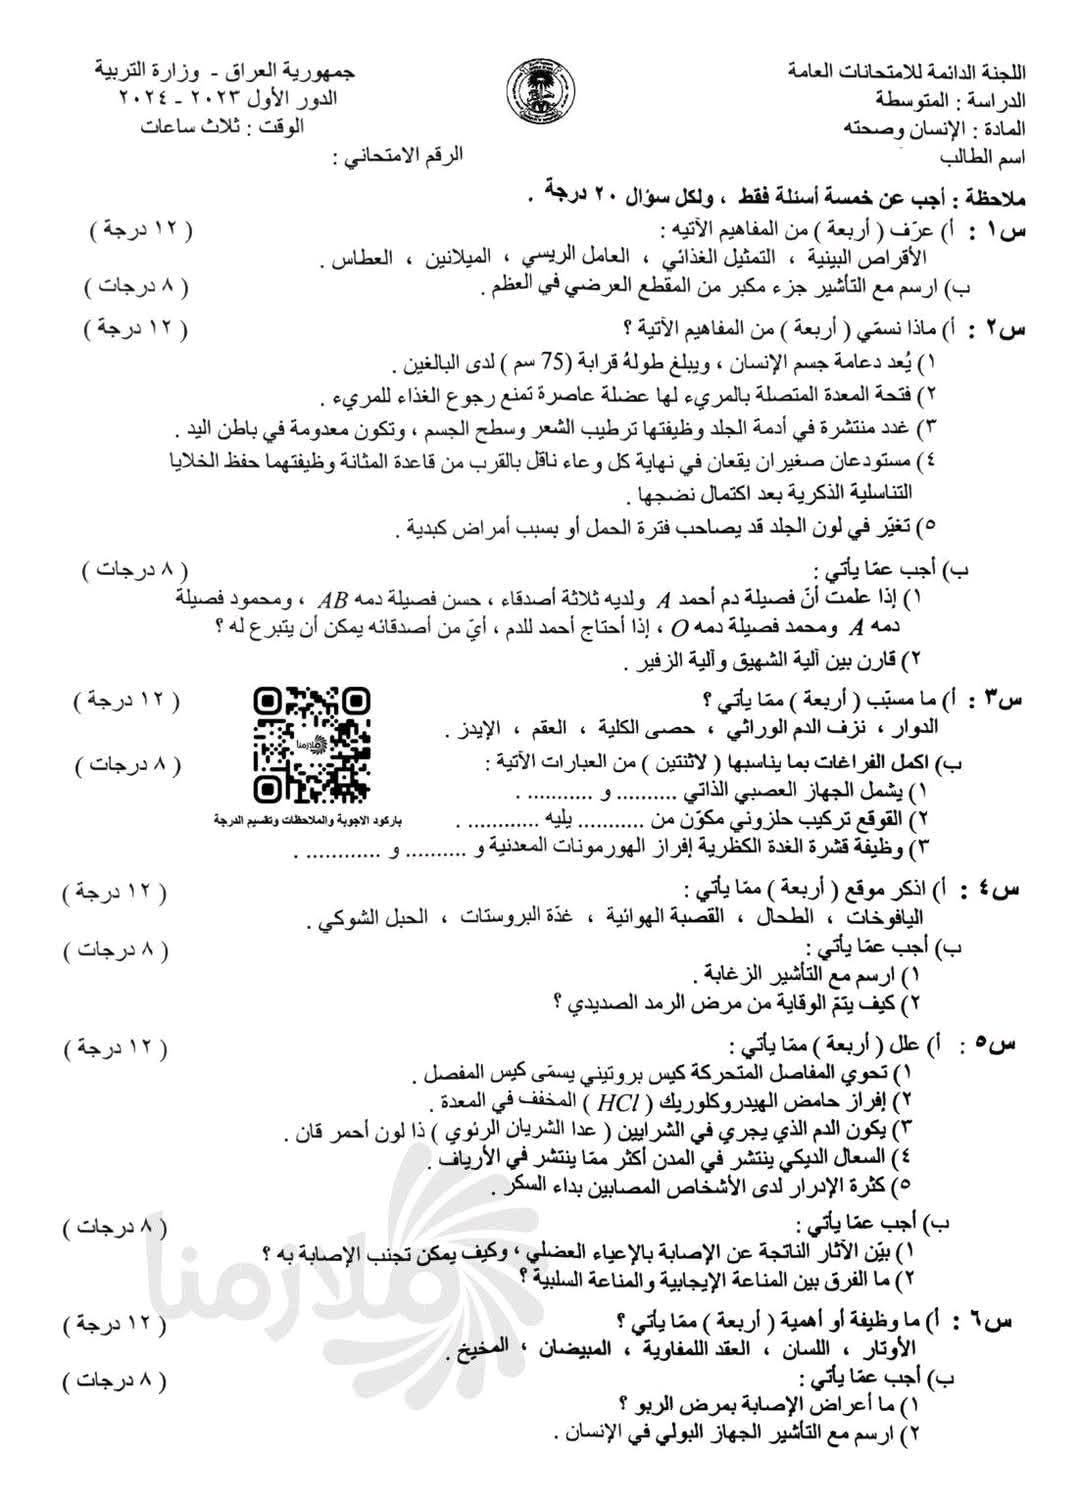 اللجنة الدائمة للامتحانات العامة
الدراسة : المتوسطة
المادة : الإنسان وصحته
اسم الطالب
جمهورية العراق - وزارة التربية
الدور الأول ٢٠٢٣ - ٢٠٢٤
الوقت : ثلاث ساعات
الرقم الامتحاني :
ملاحظة : أجب عن خمسة أسئلة فقط ، ولكل سؤال ٢٠ درجة .
س١ : أ) عرّف ( أربعة ) من المفاهيم الآتيه : ( ١٢ درجة )
الأقراص البينية ، التمثيل الغذائي ، العامل الريسي ، الميلانين ، العطاس .
ب) ارسم مع التأشير جزء مكبر من المقطع العرضي في العظم . ( ٨ درجات )
س٢ : أ) ماذا نسمّي ( أربعة ) من المفاهيم الآتية ؟ ( ١٢ درجة )
١) يُعد دعامة جسم الإنسان ، ويبلغ طولهُ قرابة (75 سم ) لدى البالغين .
٢) فتحة المعدة المتصلة بالمريء لها عضلة عاصرة تمنع رجوع الغذاء للمريء .
٣) غدد منتشرة في أدمة الجلد وظيفتها ترطيب الشعر وسطح الجسم ، وتكون معدومة في باطن اليد .
٤) مستودعان صغيران يقعان في نهاية كل وعاء ناقل بالقرب من قاعدة المثانة وظيفتهما حفظ الخلايا
التناسلية الذكرية بعد اكتمال نضجها .
٥) تغيّر في لون الجلد قد يصاحب فترة الحمل أو بسبب أمراض كبدية .
ب) أجب عمّا يأتي : ( ٨ درجات )
١) إذا علمت أنّ فصيلة دم أحمد A ولديه ثلاثة أصدقاء ، حسن فصيلة دمه AB ، ومحمود فصيلة
دمه A ومحمد فصيلة دمه O ، إذا أحتاج أحمد للدم ، أيّ من أصدقائه يمكن أن يتبرع له ؟
٢) قارن بين آلية الشهيق وآلية الزفير .
س٣ : أ) ما مسبّب ( أربعة ) ممّا يأتي ؟ ( ١٢ درجة )
الدوار ، نزف الدم الوراثي ، حصى الكلية ، العقم ، الإيدز .
ب) اكمل الفراغات بما يناسبها ( لاثنتين ) من العبارات الآتية : ( ٨ درجات )
١) يشمل الجهاز العصبي الذاتي .......... و ........... .
٢) القوقع تركيب حلزوني مكوّن من ........... يليه ............ .
٣) وظيفة قشرة الغدة الكظرية إفراز الهورمونات المعدنية و .......... و ............ .
ملازمنا
باركود الاجوبة والملاحظات وتقسيم الدرجة
س٤ : أ) اذكر موقع ( أربعة ) ممّا يأتي : ( ١٢ درجة )
اليافوخات ، الطحال ، القصبة الهوائية ، غدّة البروستات ، الحبل الشوكي .
ب) أجب عمّا يأتي : ( ٨ درجات )
١) ارسم مع التأشير الزغابة .
٢) كيف يتمّ الوقاية من مرض الرمد الصديدي ؟
س٥ : أ) علل ( أربعة ) ممّا يأتي : ( ١٢ درجة )
١) تحوي المفاصل المتحركة كيس بروتيني يسمّى كيس المفصل .
٢) إفراز حامض الهيدروكلوريك ( HCl ) المخفف في المعدة .
٣) يكون الدم الذي يجري في الشرايين ( عدا الشريان الرئوي ) ذا لون أحمر قان .
٤) السعال الديكي ينتشر في المدن أكثر ممّا ينتشر في الأرياف .
٥) كثرة الإدرار لدى الأشخاص المصابين بداء السكر .
ب) أجب عمّا يأتي : ( ٨ درجات )
١) بيّن الآثار الناتجة عن الإصابة بالإعياء العضلي ، وكيف يمكن تجنب الإصابة به ؟
٢) ما الفرق بين المناعة الإيجابية والمناعة السلبية ؟
ملازمنا
س٦ : أ) ما وظيفة أو أهمية ( أربعة ) ممّا يأتي ؟ ( ١٢ درجة )
الأوتار ، اللسان ، العقد اللمفاوية ، المبيضان ، المخيخ .
ب) أجب عمّا يأتي : ( ٨ درجات )
١) ما أعراض الإصابة بمرض الربو ؟
٢) ارسم مع التأشير الجهاز البولي في الإنسان .